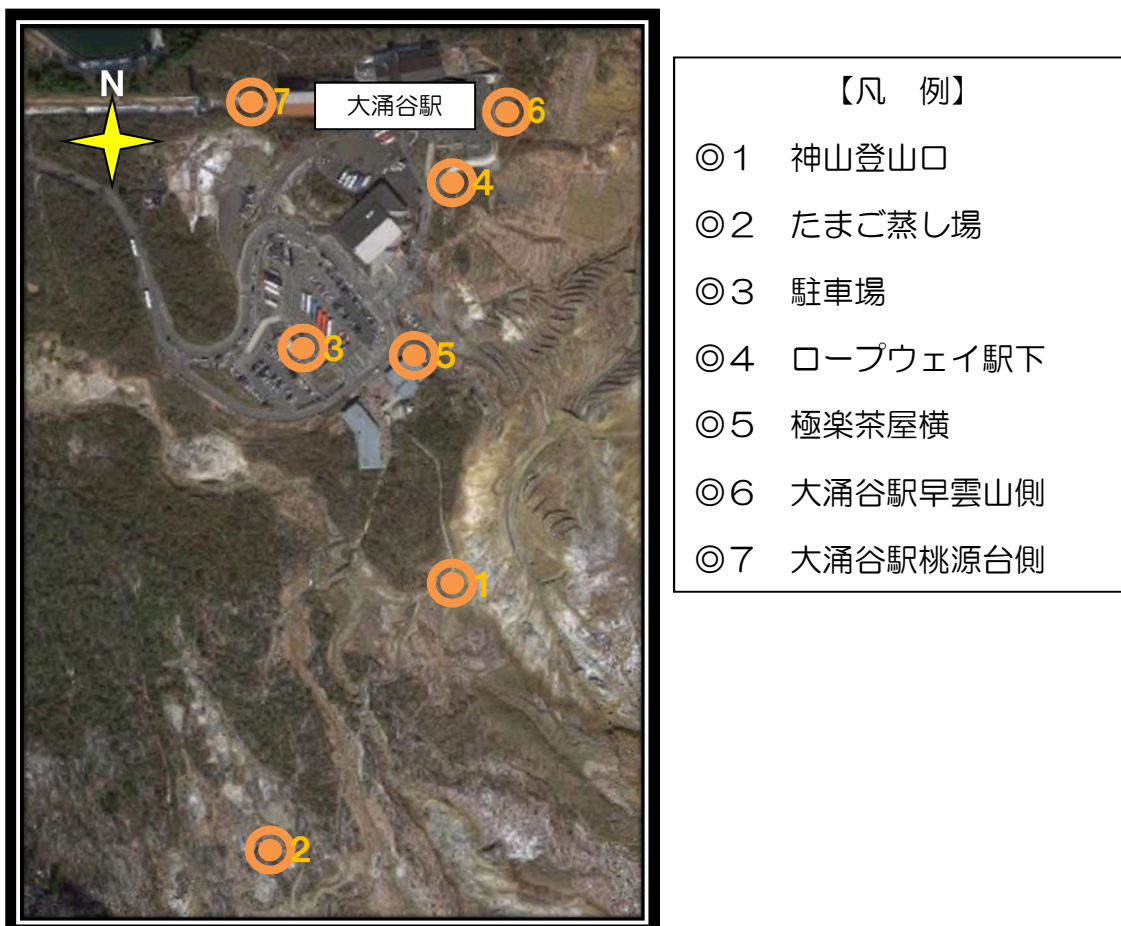 N
7
大涌谷駅
6
4
3
5
1
2
【凡　例】
◎１　神山登山口
◎２　たまご蒸し場
◎３　駐車場
◎４　ロープウェイ駅下
◎５　極楽茶屋横
◎６　大涌谷駅早雲山側
◎７　大涌谷駅桃源台側